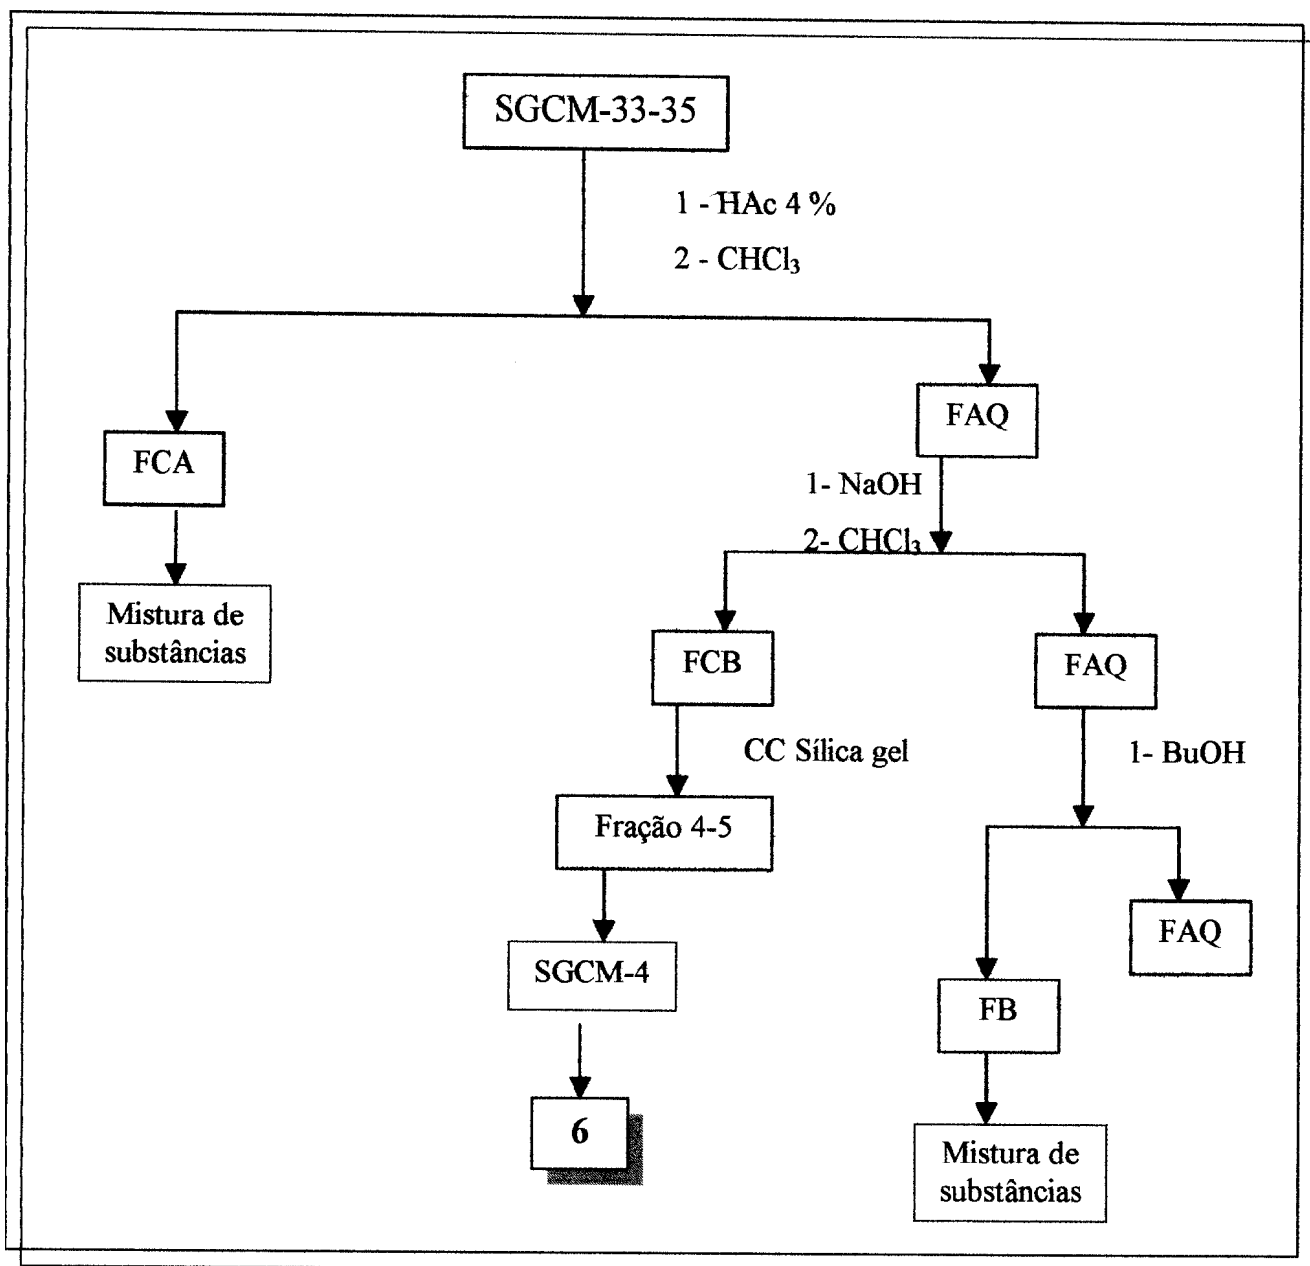 SGCM-33-35
1 - HAc 4 %
2 - CHCl₃
FCA
Mistura de
substâncias
FAQ
1- NaOH
2- CHCl₃
FCB
CC Sílica gel
Fração 4-5
SGCM-4
6
FAQ
1- BuOH
FAQ
FB
Mistura de
substâncias